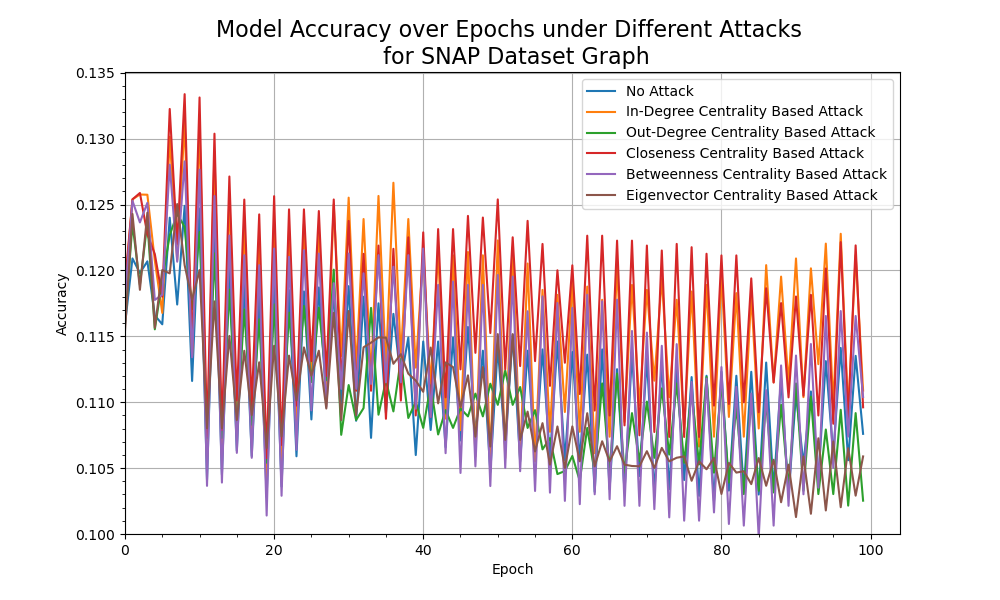 Model Accuracy over Epochs under Different Attacks
for SNAP Dataset Graph
0.135
0.130
0.125
0.120
0.115
0.110
0.105
0.100
Accuracy
No Attack
In-Degree Centrality Based Attack
Out-Degree Centrality Based Attack
Closeness Centrality Based Attack
Betweenness Centrality Based Attack
Eigenvector Centrality Based Attack
0 20 40 60 80 100
Epoch